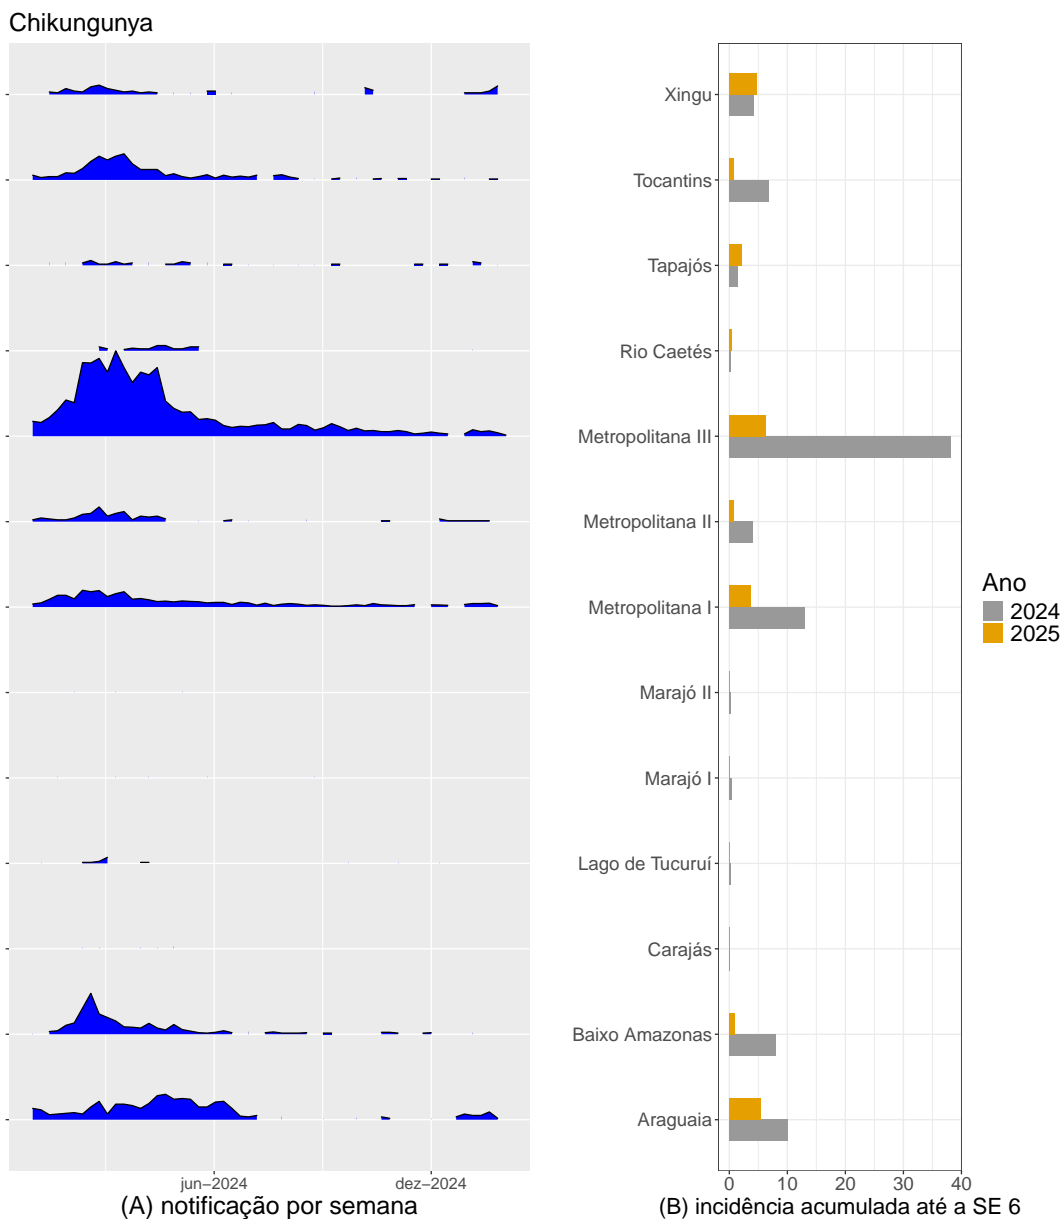 Chikungunya
Xingu
Tocantins
Tapajós
Rio Caetés
Metropolitana III
Metropolitana II
Metropolitana I
Marajó II
Marajó I
Lago de Tucuruí
Carajás
Baixo Amazonas
Araguaia
jun–2024
dez–2024
(A) notificação por semana
0
10
20
30
40
(B) incidência acumulada até a SE 6
Ano
2024
2025